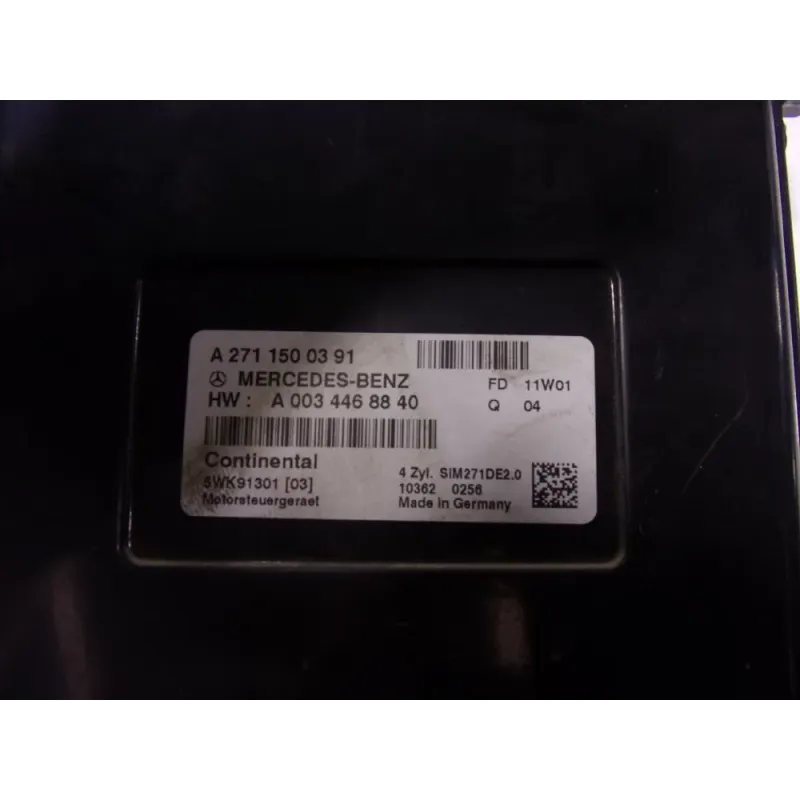 A 271 150 03 91
MERCEDES-BENZ
HW : A 003 446 88 40
FD 11W01
Q 04
Continental
5WK91301 [03]
Motorsteuergeraet
4 Zyl. SIM271DE2.0
10362 0256
Made in Germany